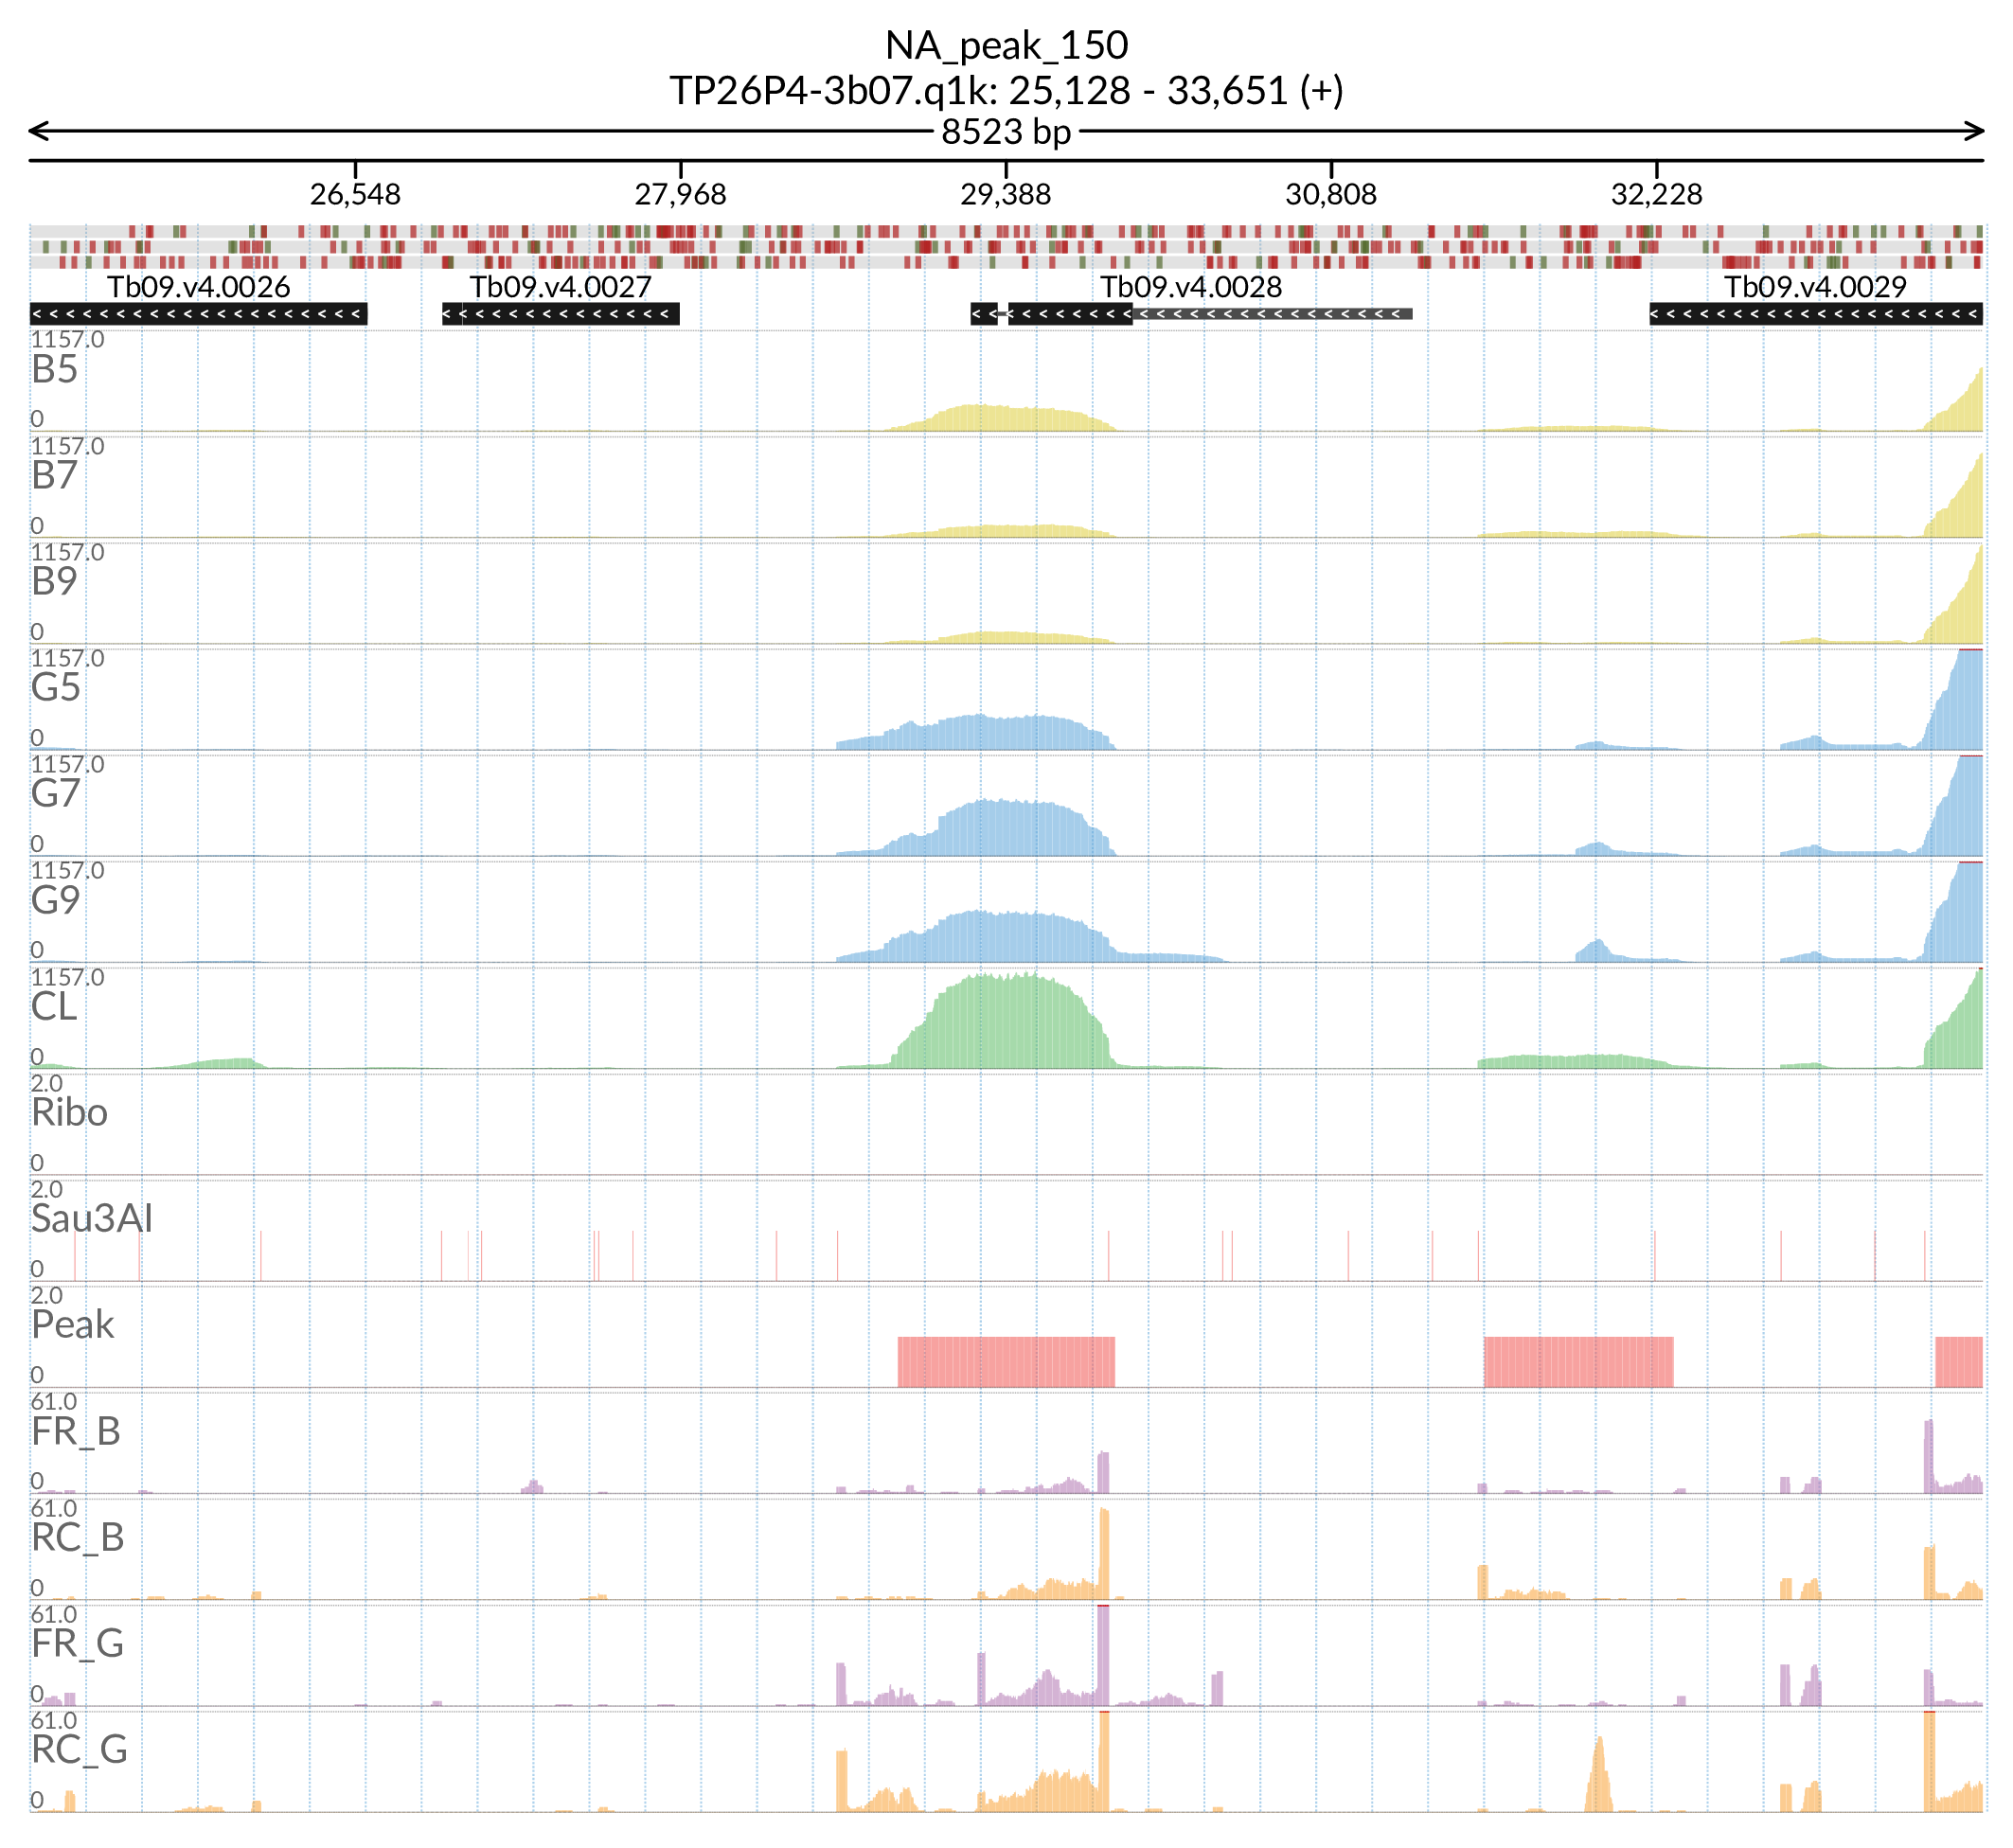 NA_peak_150
TP26P4-3b07.q1k: 25,128 - 33,651 (+)
8523 bp
26,548 27,968 29,388 30,808 32,228
Tb09.v4.0026 Tb09.v4.0027 Tb09.v4.0028 Tb09.v4.0029
1157.0
B5
0
1157.0
B7
0
1157.0
B9
0
1157.0
G5
0
1157.0
G7
0
1157.0
G9
0
1157.0
CL
0
2.0
Ribo
0
2.0
Sau3AI
0
2.0
Peak
0
61.0
FR_B
0
61.0
RC_B
0
61.0
FR_G
0
61.0
RC_G
0